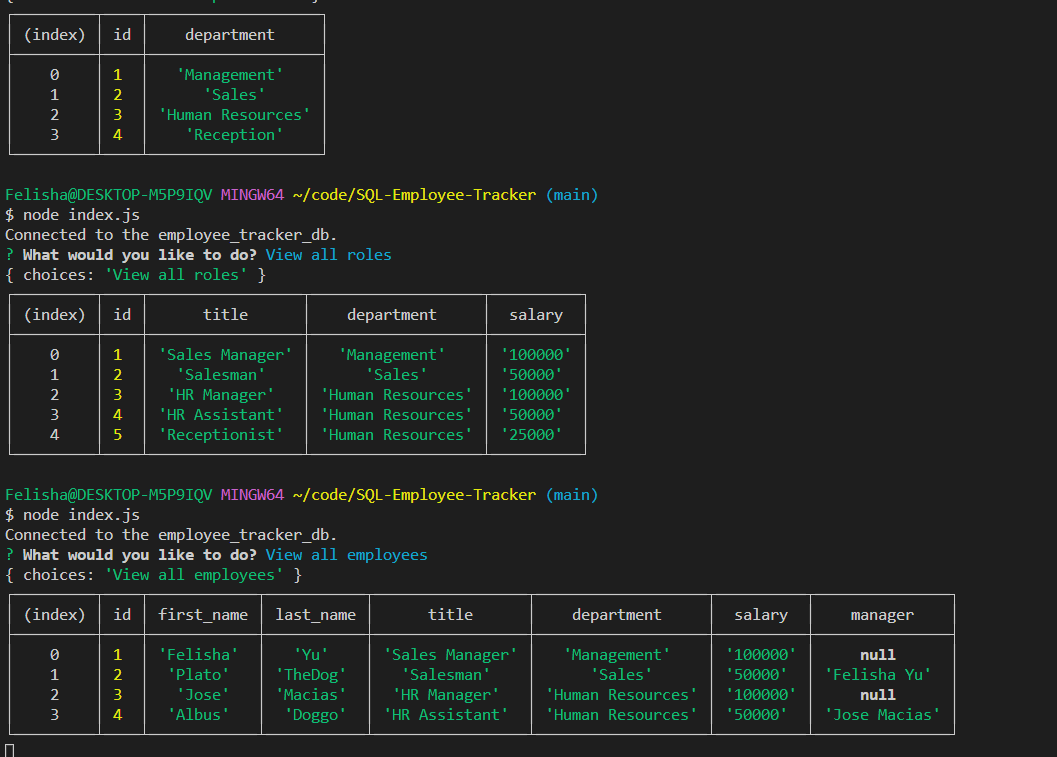 (index) id department
0 1 'Management'
1 2 'Sales'
2 3 'Human Resources'
3 4 'Reception'
Felisha@DESKTOP-M5P9IQV MINGW64 ~/code/SQL-Employee-Tracker (main)
$ node index.js
Connected to the employee_tracker_db.
? What would you like to do? View all roles
{ choices: 'View all roles' }
(index) id title department salary
0 1 'Sales Manager' 'Management' '100000'
1 2 'Salesman' 'Sales' '50000'
2 3 'HR Manager' 'Human Resources' '100000'
3 4 'HR Assistant' 'Human Resources' '50000'
4 5 'Receptionist' 'Human Resources' '25000'
Felisha@DESKTOP-M5P9IQV MINGW64 ~/code/SQL-Employee-Tracker (main)
$ node index.js
Connected to the employee_tracker_db.
? What would you like to do? View all employees
{ choices: 'View all employees' }
(index) id first_name last_name title department salary manager
0 1 'Felisha' 'Yu' 'Sales Manager' 'Management' '100000' null
1 2 'Plato' 'TheDog' 'Salesman' 'Sales' '50000' 'Felisha Yu'
2 3 'Jose' 'Macias' 'HR Manager' 'Human Resources' '100000' null
3 4 'Albus' 'Doggo' 'HR Assistant' 'Human Resources' '50000' 'Jose Macias'